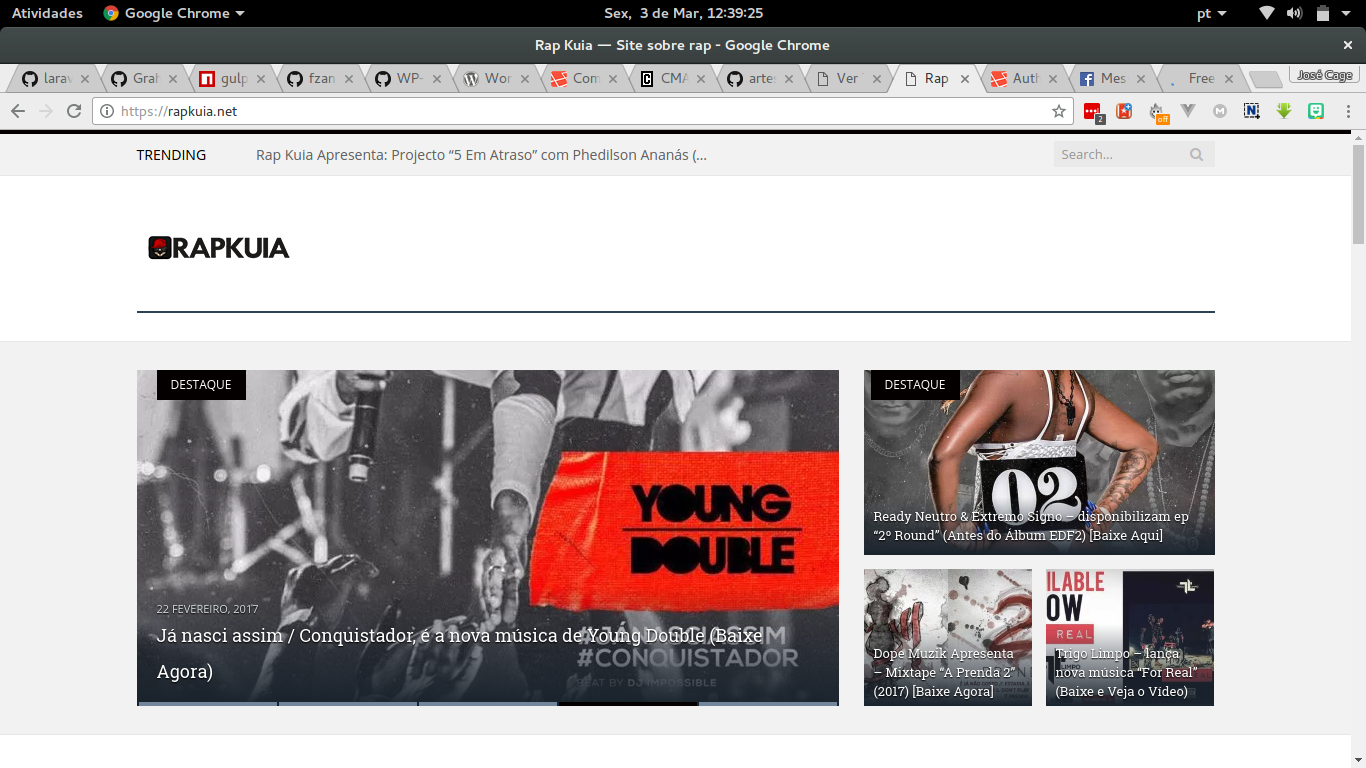 Atividades Google Chrome Sex, 3 de Mar, 12:39:25 pt
Rap Kuia — Site sobre rap - Google Chrome
larav Grah gulp fzan WP- Wor Com CMA artes Ver Rap Auth Mes Free José Cage
https://rapkuia.net 2 off
TRENDING Rap Kuia Apresenta: Projecto “5 Em Atraso” com Phedilson Ananás (... Search...
RAPKUIA
DESTAQUE
YOUNG
DOUBLE
22 FEVEREIRO, 2017
Já nasci assim / Conquistador, é a nova música de Young Double (Baixe
Agora)
#CONQUISTADOR
BEAT BY DJ IMPOSSIBLE
DESTAQUE
02
Ready Neutro & Extremo Signo – disponibilizam ep
“2º Round” (Antes do Álbum EDF2) [Baixe Aqui]
Dope Muzik Apresenta
– Mixtape “A Prenda 2”
(2017) [Baixe Agora]
ILABLE
OW
REAL
Trigo Limpo – lança
nova música “For Real”
(Baixe e Veja o Vídeo)